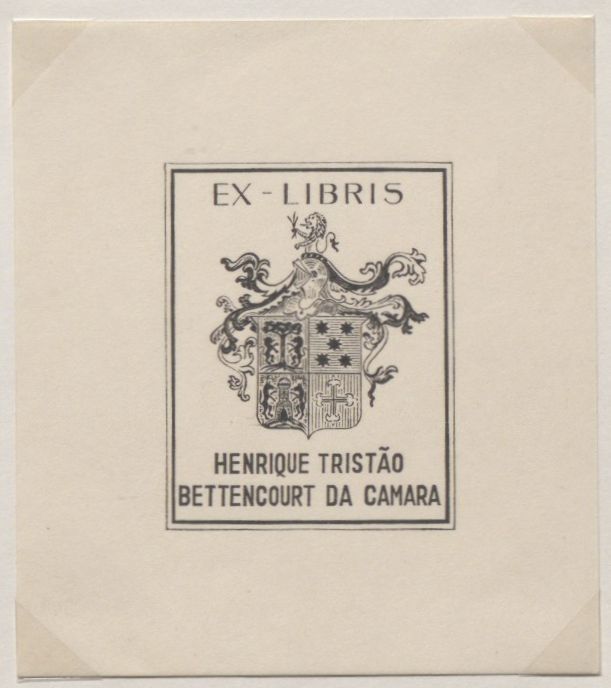 EX-LIBRIS
HENRIQUE TRISTÃO
BETTENCOURT DA CAMARA